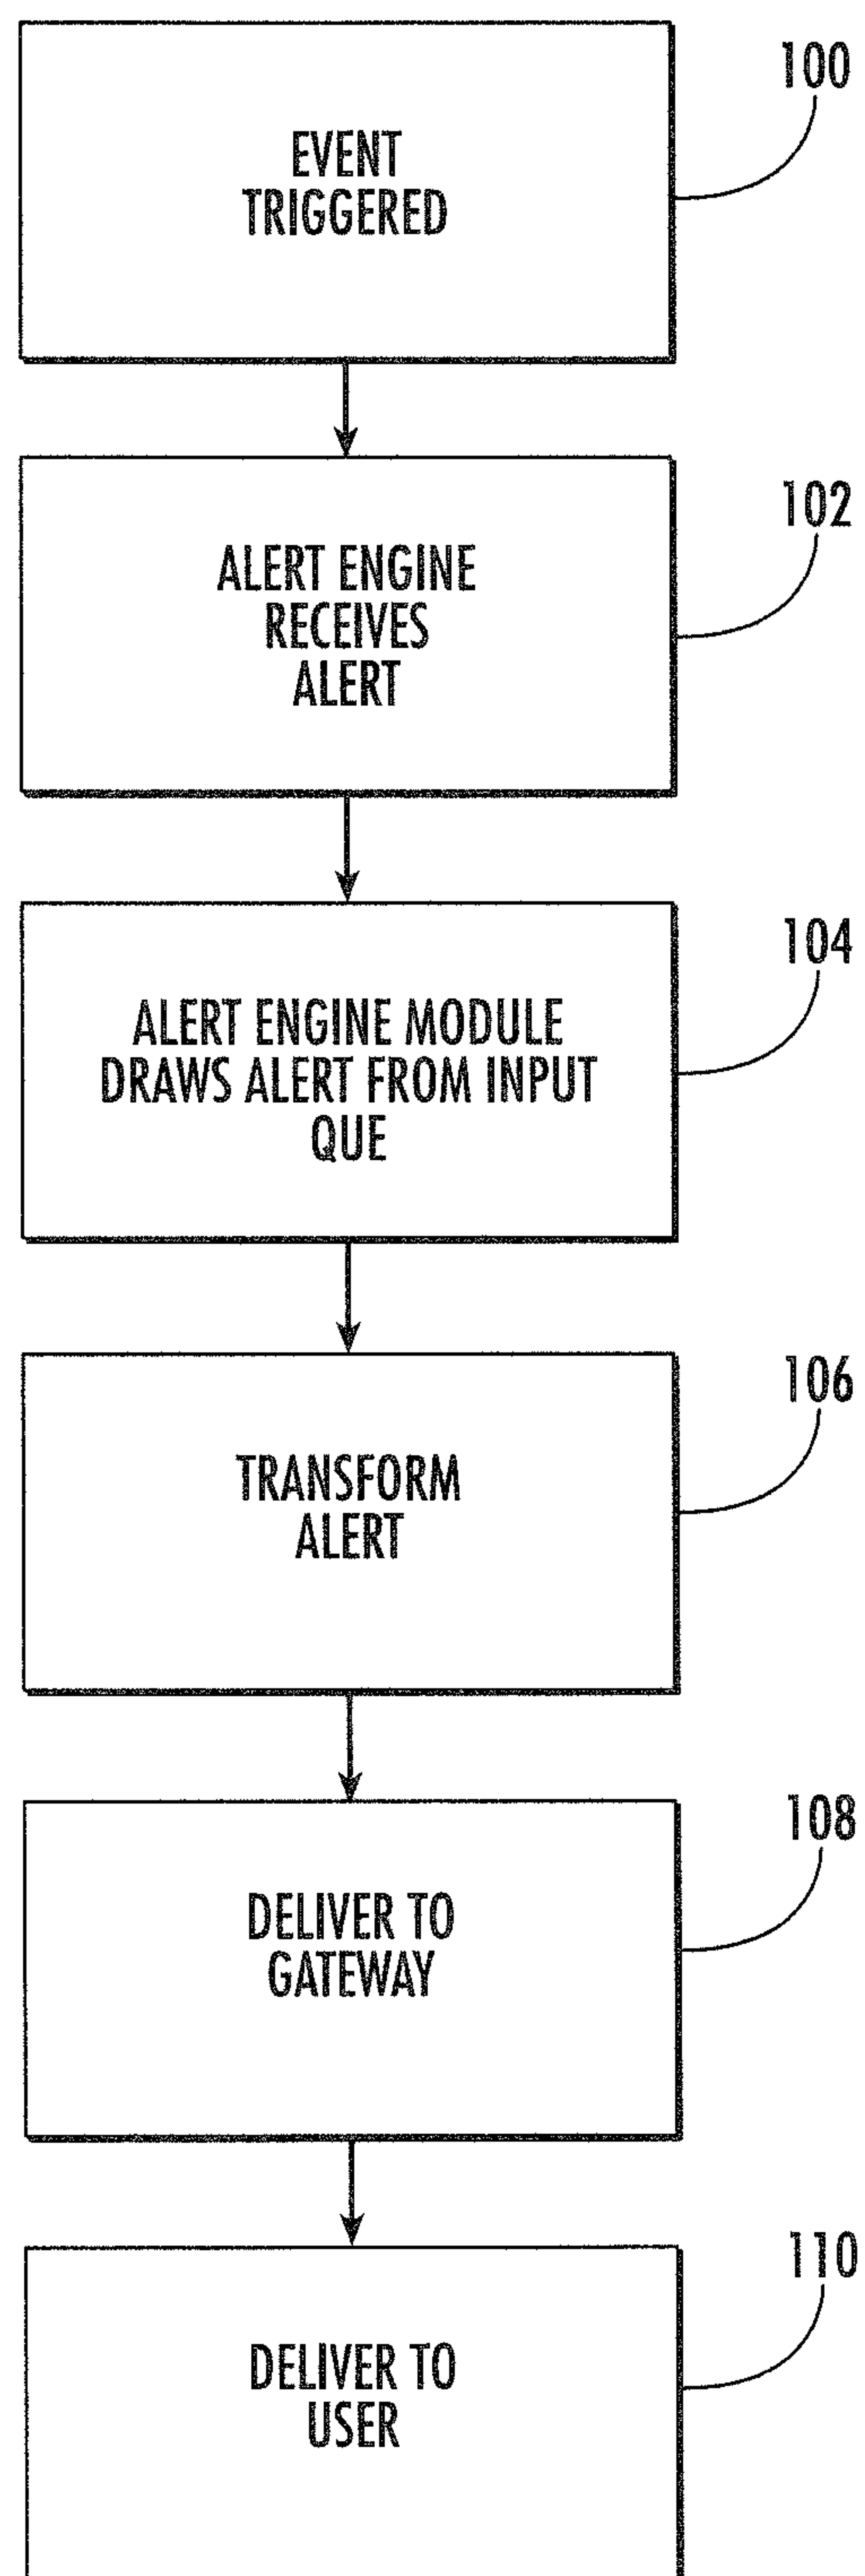 100
EVENT
TRIGGERED
102
ALERT ENGINE
RECEIVES
ALERT
104
ALERT ENGINE MODULE
DRAWS ALERT FROM INPUT
QUE
106
TRANSFORM
ALERT
108
DELIVER TO
GATEWAY
110
DELIVER TO
USER